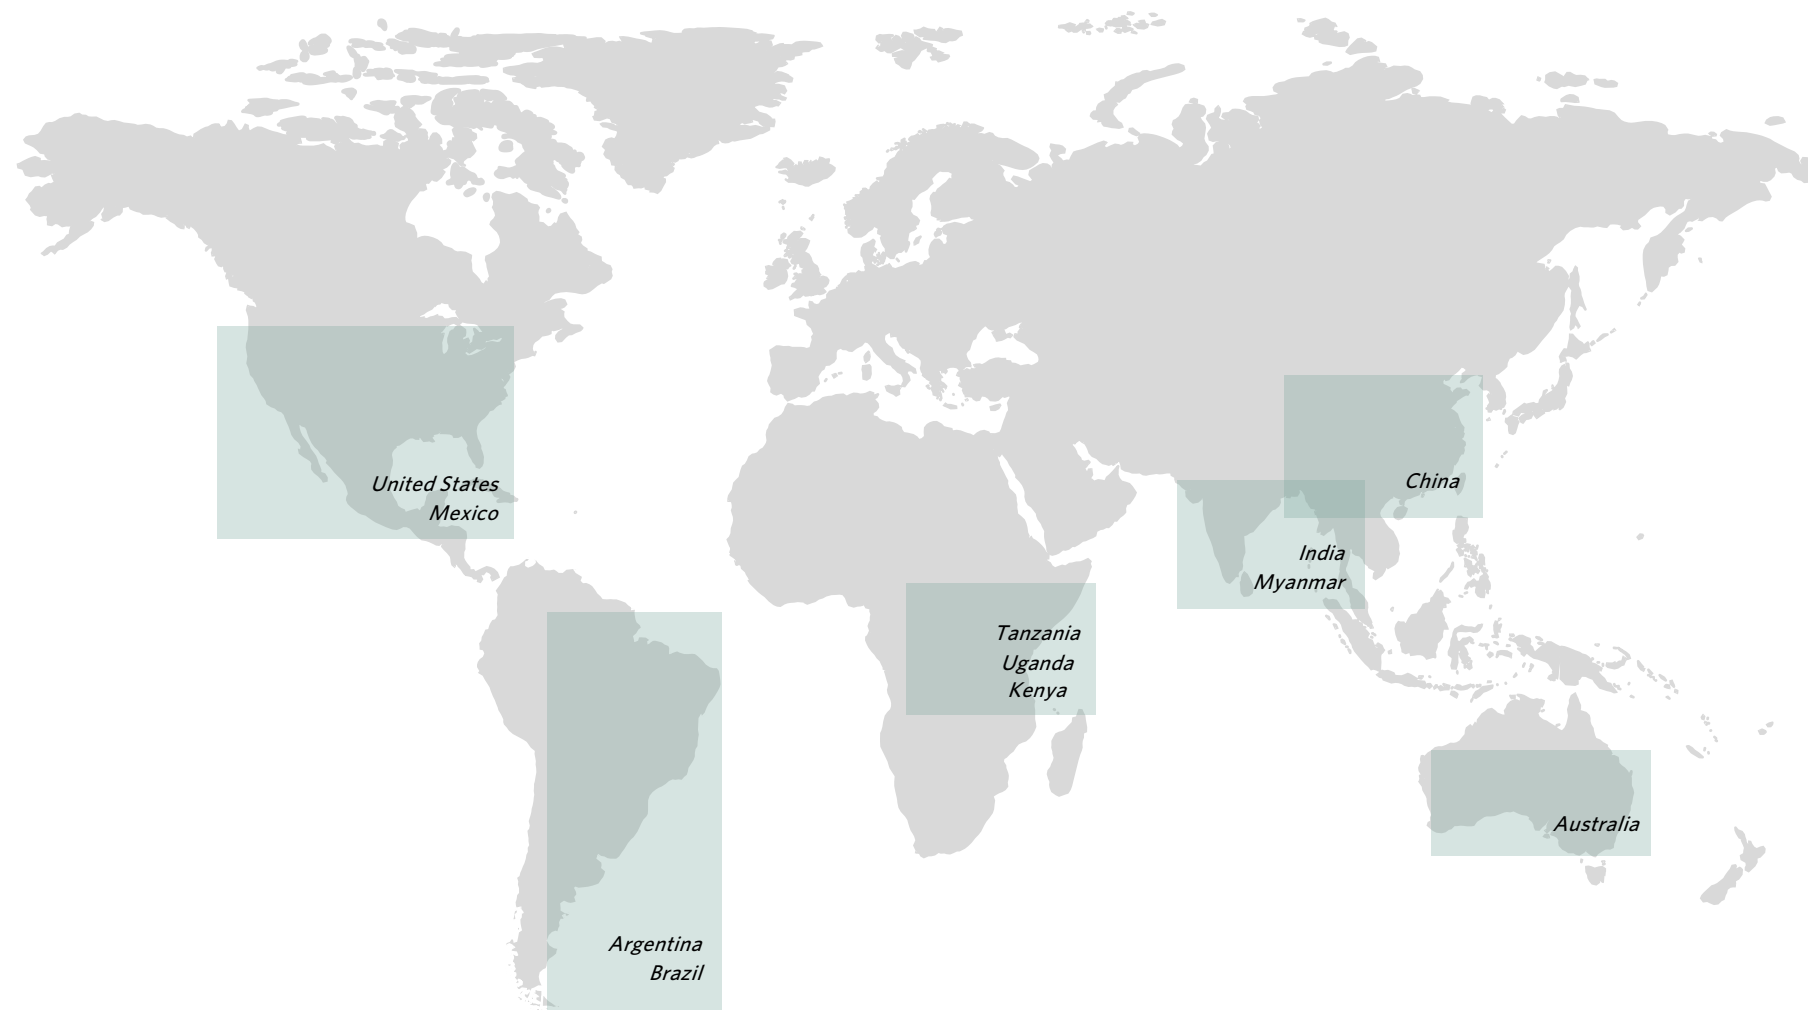 United States
Mexico
China
India
Myanmar
Tanzania
Uganda
Kenya
Australia
Argentina
Brazil